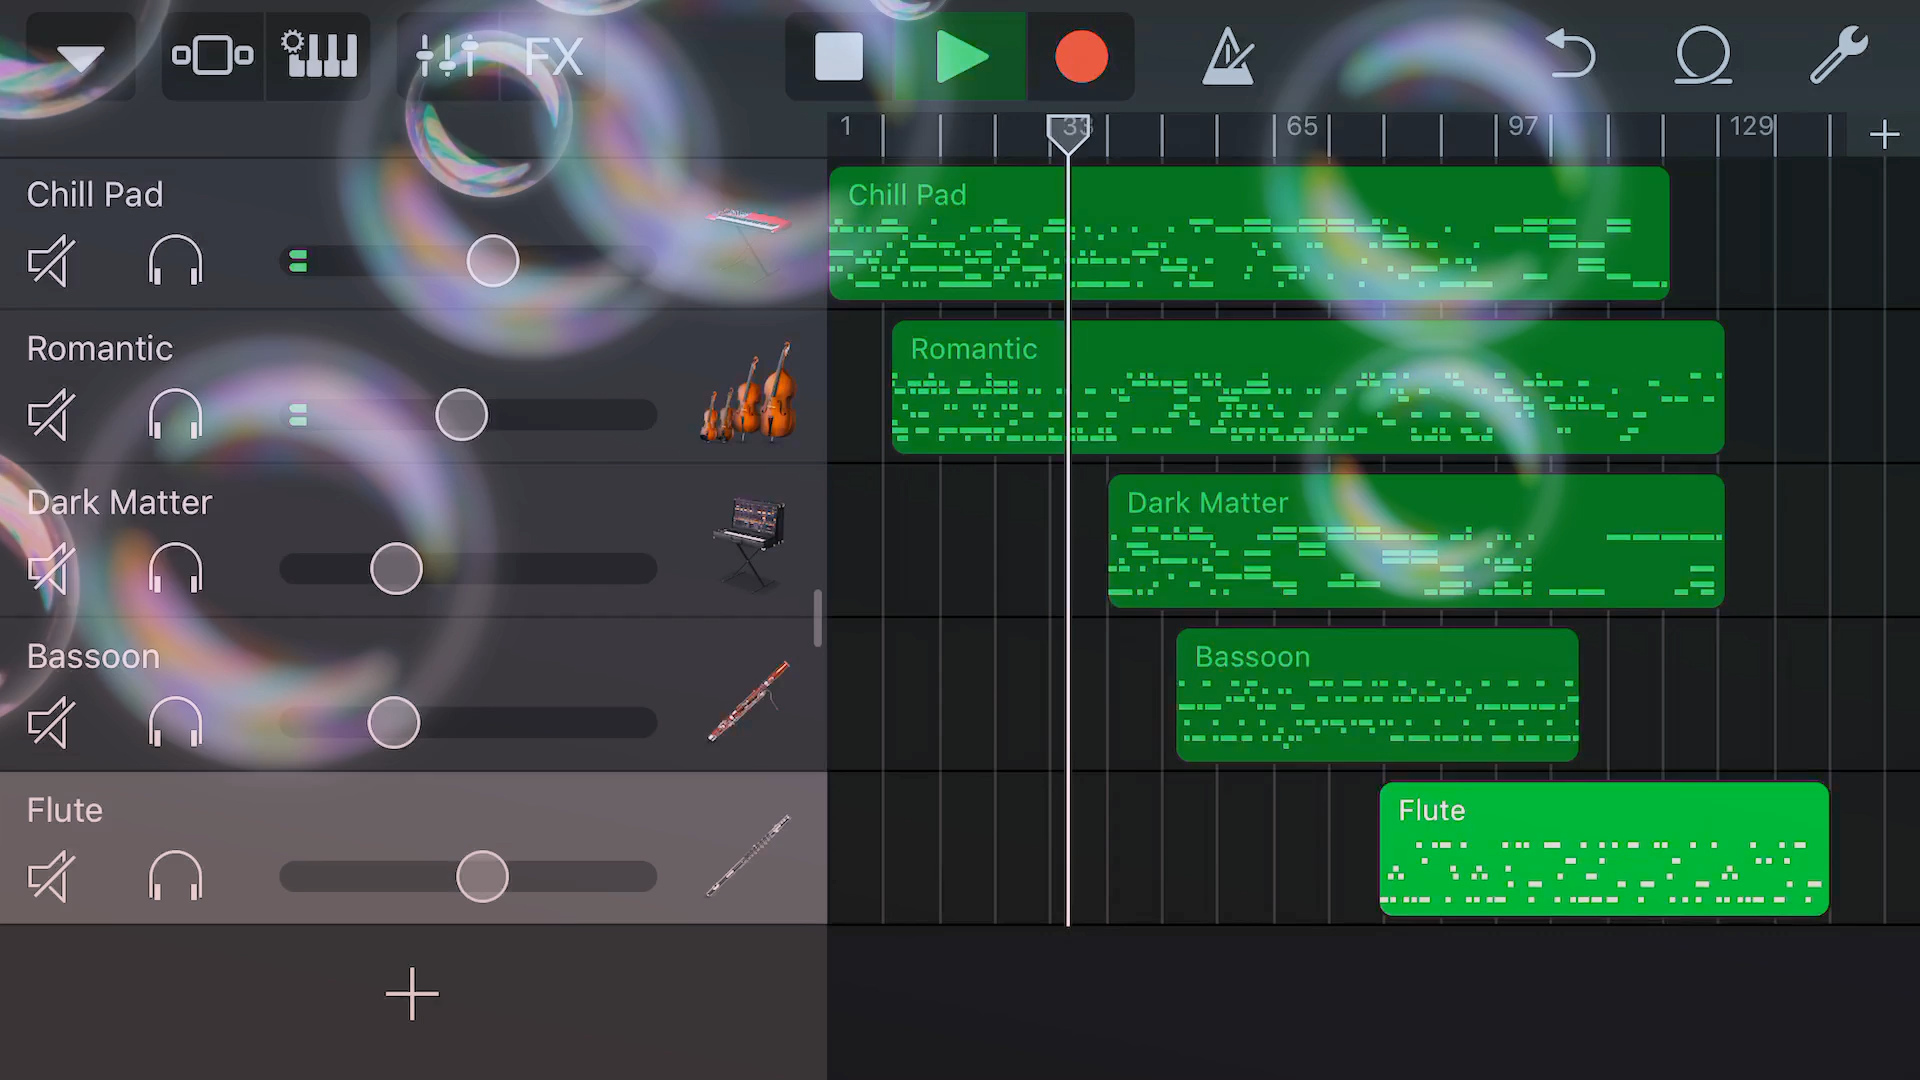 FX
1 33 65 97 129
Chill Pad
Chill Pad
Romantic
Romantic
Dark Matter
Dark Matter
Bassoon
Bassoon
Flute
Flute